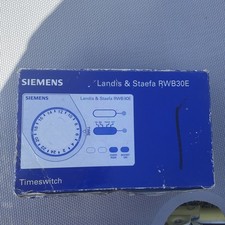 SIEMENS
Landis & Staefa RWB30E
SIEMENS
Landis & Staefa RWB30E
Timeswitch